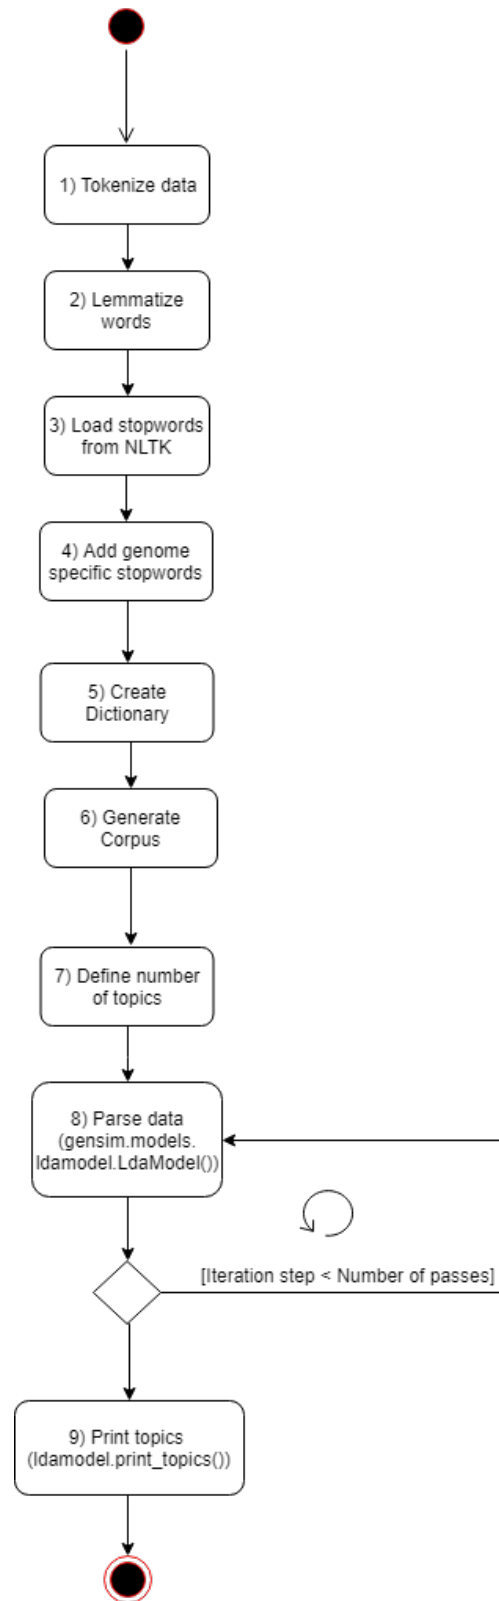 1) Tokenize data
2) Lemmatize
words
3) Load stopwords
from NLTK
4) Add genome
specific stopwords
5) Create
Dictionary
6) Generate
Corpus
7) Define number
of topics
8) Parse data
(gensim.models.
ldamodel.LdaModel())
[Iteration step < Number of passes]
9) Print topics
(ldamodel.print_topics())